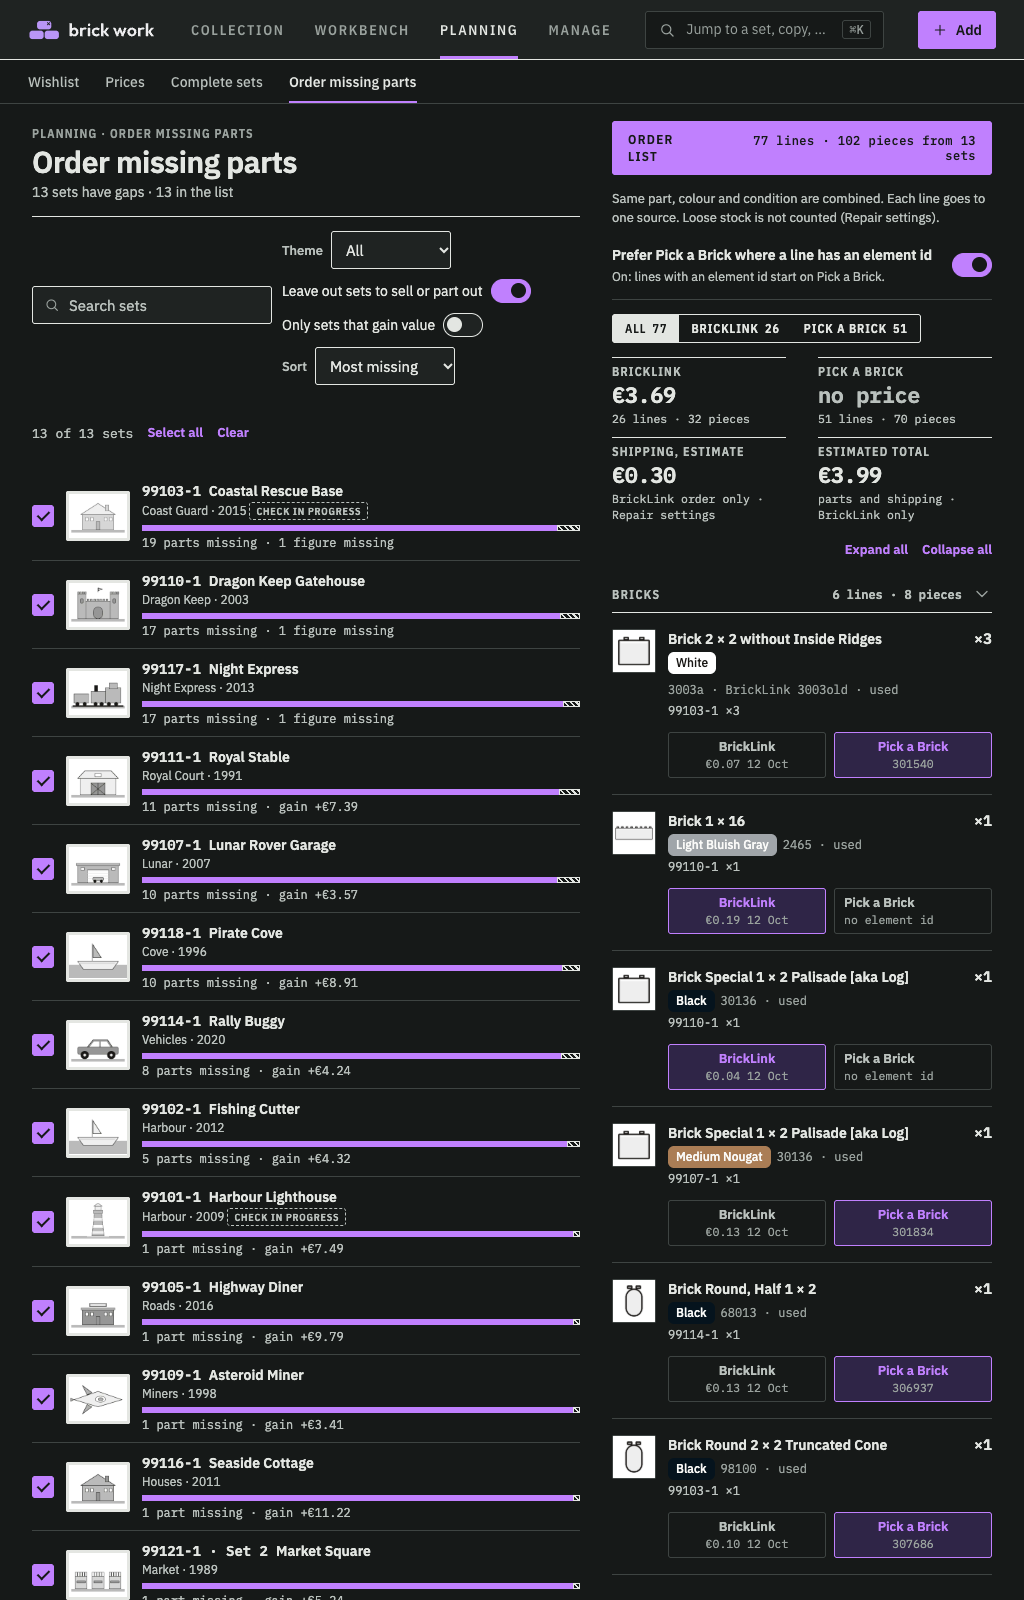 brick work
COLLECTION
WORKBENCH
PLANNING
MANAGE
Jump to a set, copy, ...
⌘K
+ Add
Wishlist
Prices
Complete sets
Order missing parts
PLANNING · ORDER MISSING PARTS
Order missing parts
13 sets have gaps · 13 in the list
Search sets
Theme
All
Leave out sets to sell or part out
Only sets that gain value
Sort
Most missing
13 of 13 sets
Select all
Clear
99103-1 Coastal Rescue Base
Coast Guard · 2015 CHECK IN PROGRESS
19 parts missing · 1 figure missing
99110-1 Dragon Keep Gatehouse
Dragon Keep · 2003
17 parts missing · 1 figure missing
99117-1 Night Express
Night Express · 2013
17 parts missing · 1 figure missing
99111-1 Royal Stable
Royal Court · 1991
11 parts missing · gain +€7.39
99107-1 Lunar Rover Garage
Lunar · 2007
10 parts missing · gain +€3.57
99118-1 Pirate Cove
Cove · 1996
10 parts missing · gain +€8.91
99114-1 Rally Buggy
Vehicles · 2020
8 parts missing · gain +€4.24
99102-1 Fishing Cutter
Harbour · 2012
5 parts missing · gain +€4.32
99101-1 Harbour Lighthouse
Harbour · 2009 CHECK IN PROGRESS
1 part missing · gain +€7.49
99105-1 Highway Diner
Roads · 2016
1 part missing · gain +€9.79
99109-1 Asteroid Miner
Miners · 1998
1 part missing · gain +€3.41
99116-1 Seaside Cottage
Houses · 2011
1 part missing · gain +€11.22
99121-1 · Set 2 Market Square
Market · 1989
1 part missing · gain +€5.24
ORDER LIST
77 lines · 102 pieces from 13 sets
Same part, colour and condition are combined. Each line goes to
one source. Loose stock is not counted (Repair settings).
Prefer Pick a Brick where a line has an element id
On: lines with an element id start on Pick a Brick.
ALL 77
BRICKLINK 26
PICK A BRICK 51
BRICKLINK
€3.69
26 lines · 32 pieces
PICK A BRICK
no price
51 lines · 70 pieces
SHIPPING, ESTIMATE
€0.30
BrickLink order only ·
Repair settings
ESTIMATED TOTAL
€3.99
parts and shipping ·
BrickLink only
Expand all
Collapse all
BRICKS
6 lines · 8 pieces
Brick 2 × 2 without Inside Ridges ×3
White
3003a · BrickLink 3003old · used
99103-1 ×3
BrickLink
€0.07 12 Oct
Pick a Brick
301540
Brick 1 × 16 ×1
Light Bluish Gray 2465 · used
99110-1 ×1
BrickLink
€0.19 12 Oct
Pick a Brick
no element id
Brick Special 1 × 2 Palisade [aka Log] ×1
Black 30136 · used
99110-1 ×1
BrickLink
€0.04 12 Oct
Pick a Brick
no element id
Brick Special 1 × 2 Palisade [aka Log] ×1
Medium Nougat 30136 · used
99107-1 ×1
BrickLink
€0.13 12 Oct
Pick a Brick
301834
Brick Round, Half 1 × 2 ×1
Black 68013 · used
99114-1 ×1
BrickLink
€0.13 12 Oct
Pick a Brick
306937
Brick Round 2 × 2 Truncated Cone ×1
Black 98100 · used
99103-1 ×1
BrickLink
€0.10 12 Oct
Pick a Brick
307686